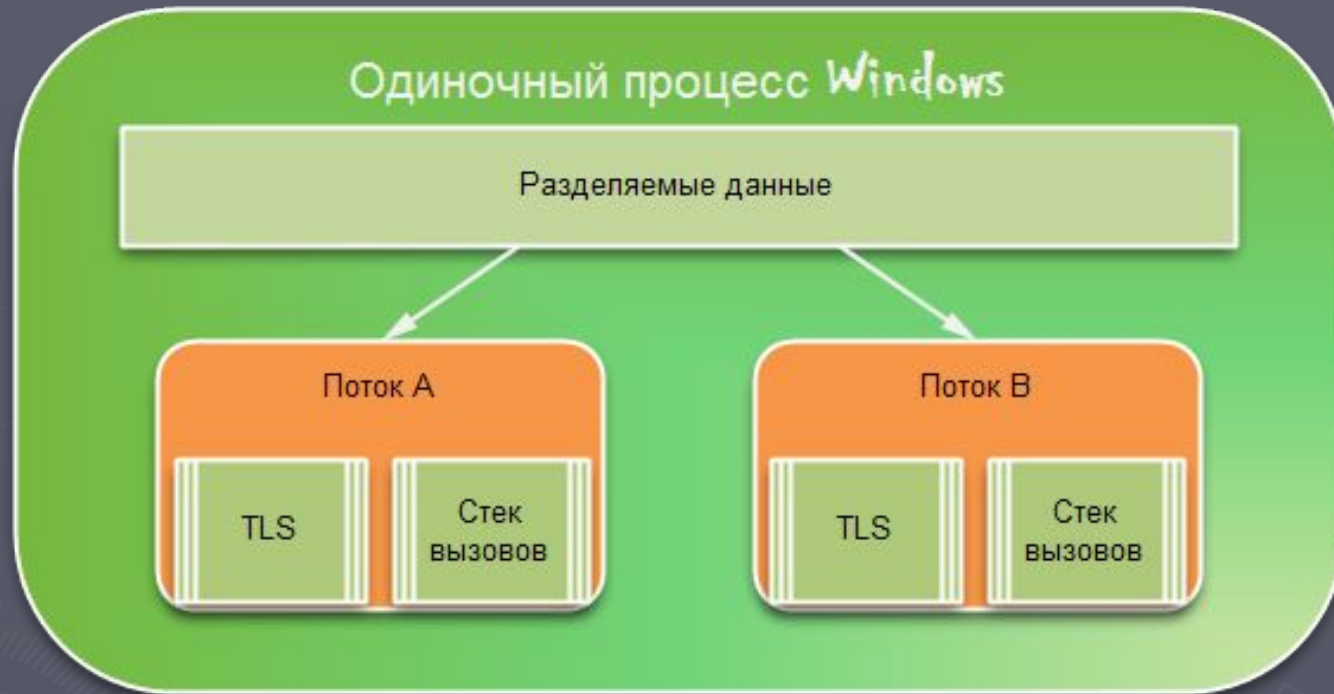 Одиночный процесс Windows
Разделяемые данные
Поток A
TLS
Стек
вызовов
Поток B
TLS
Стек
вызовов